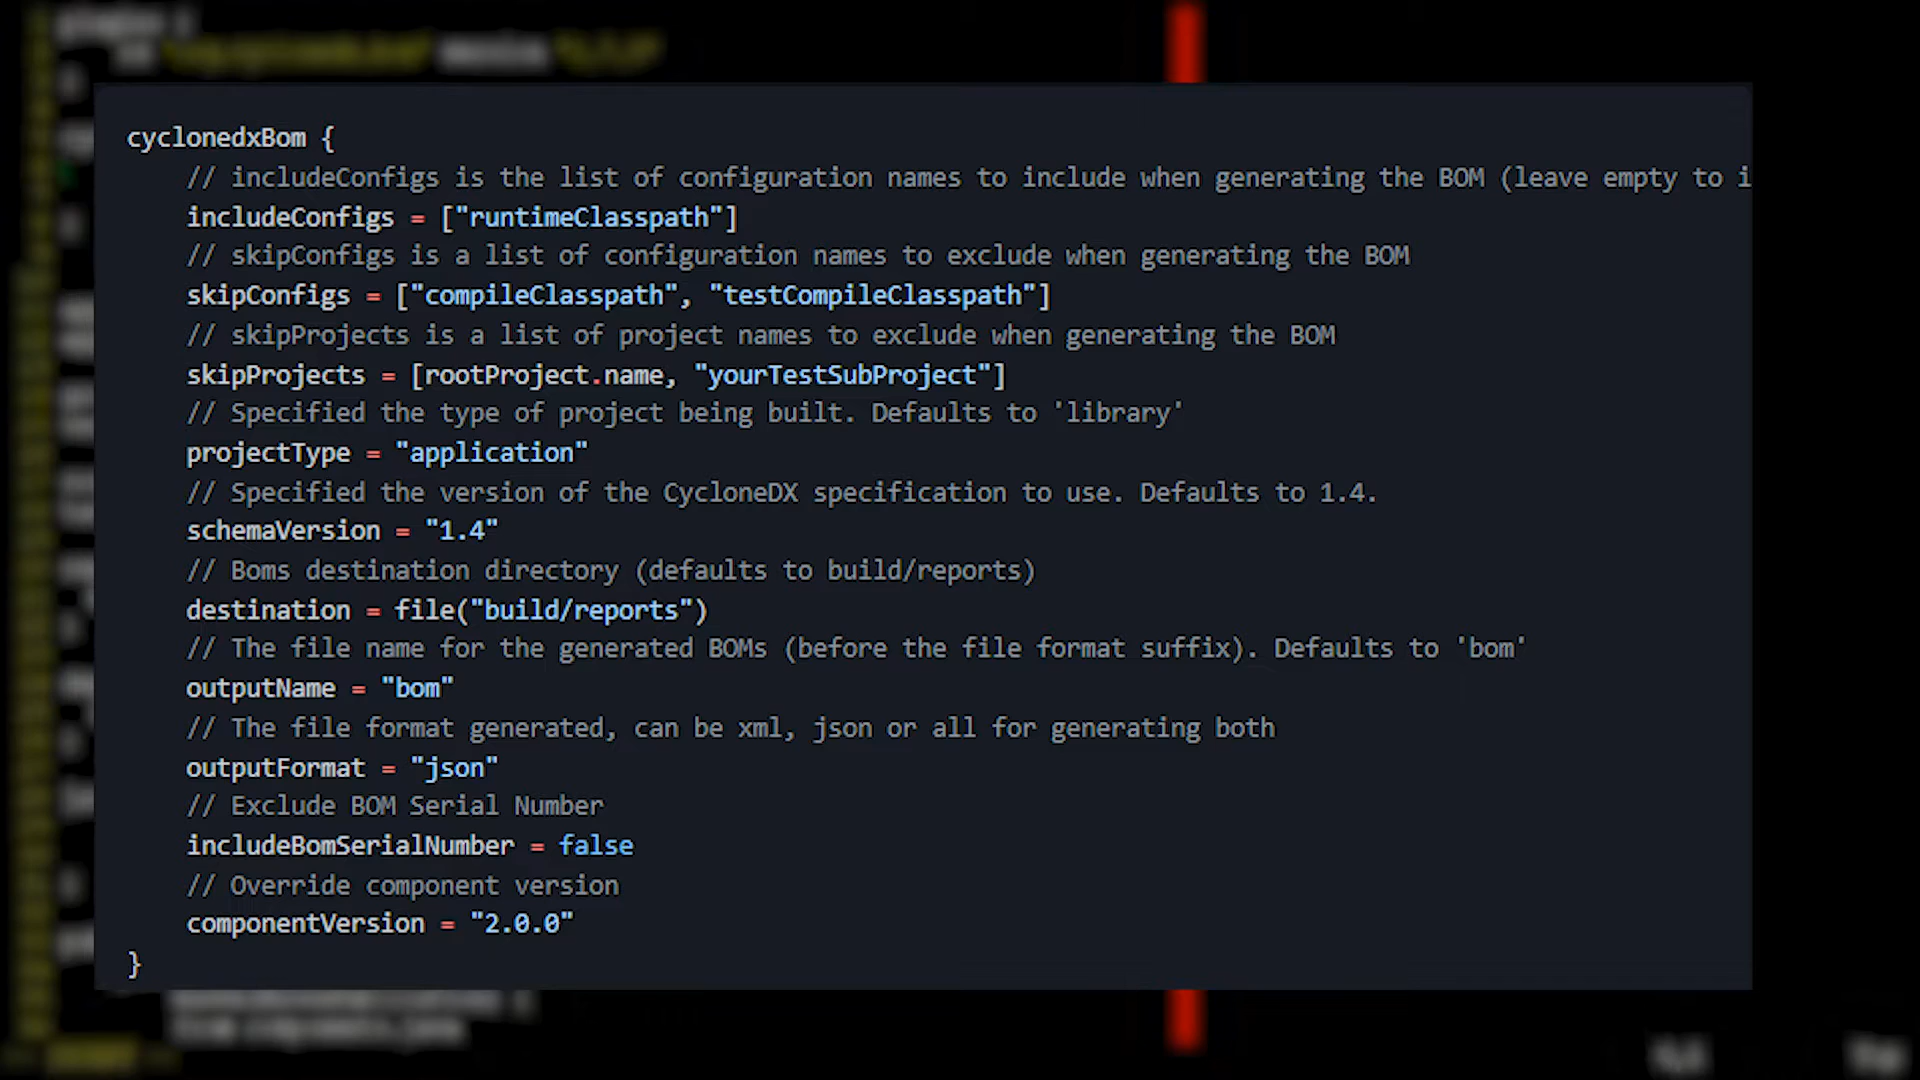 cyclonedxBom {
// includeConfigs is the list of configuration names to include when generating the BOM (leave empty to i
includeConfigs = ["runtimeClasspath"]
// skipConfigs is a list of configuration names to exclude when generating the BOM
skipConfigs = ["compileClasspath", "testCompileClasspath"]
// skipProjects is a list of project names to exclude when generating the BOM
skipProjects = [rootProject.name, "yourTestSubProject"]
// Specified the type of project being built. Defaults to 'library'
projectType = "application"
// Specified the version of the CycloneDX specification to use. Defaults to 1.4.
schemaVersion = "1.4"
// Boms destination directory (defaults to build/reports)
destination = file("build/reports")
// The file name for the generated BOMs (before the file format suffix). Defaults to 'bom'
outputName = "bom"
// The file format generated, can be xml, json or all for generating both
outputFormat = "json"
// Exclude BOM Serial Number
includeBomSerialNumber = false
// Override component version
componentVersion = "2.0.0"
}